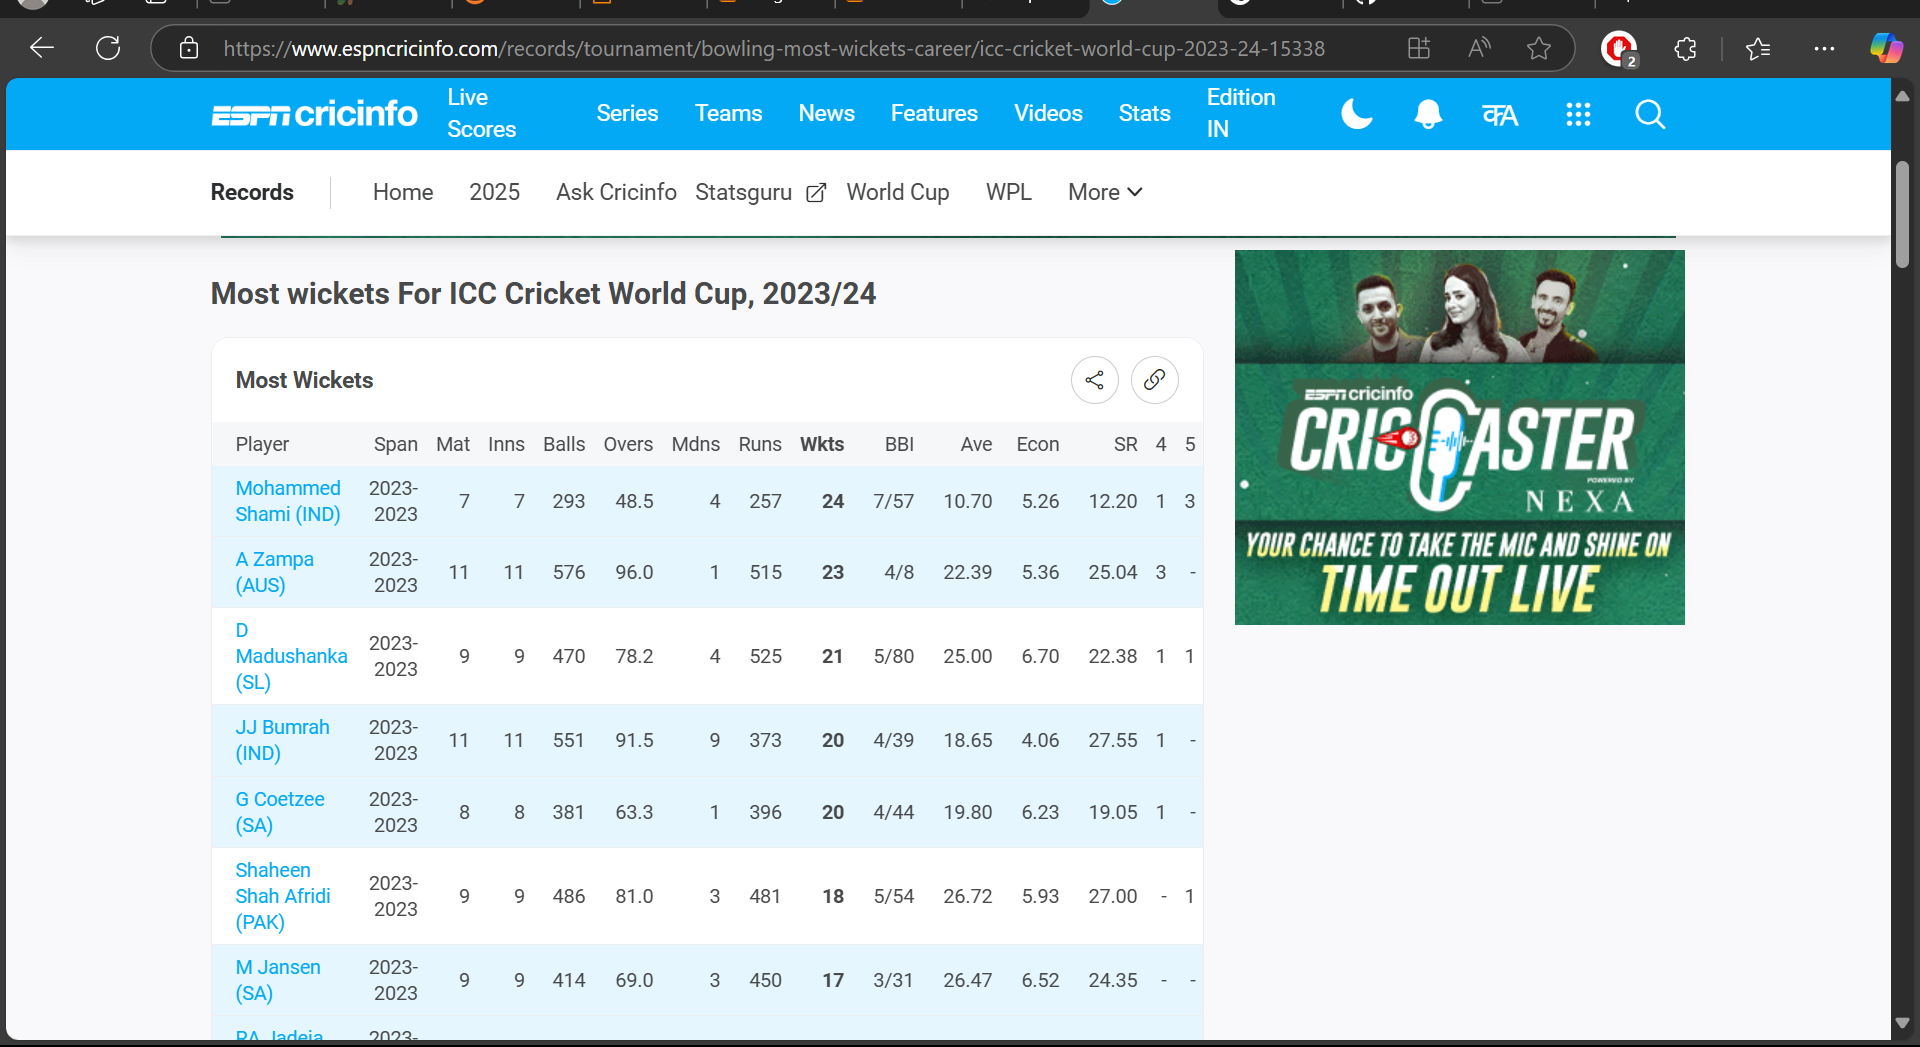 https://www.espncricinfo.com/records/tournament/bowling-most-wickets-career/icc-cricket-world-cup-2023-24-15338
2
ESPN cricinfo
Live Scores
Series
Teams
News
Features
Videos
Stats
Edition IN
Records
Home
2025
Ask Cricinfo
Statsguru
World Cup
WPL
More
Most wickets For ICC Cricket World Cup, 2023/24
Most Wickets
Player Span Mat Inns Balls Overs Mdns Runs Wkts BBI Ave Econ SR 4 5
Mohammed Shami (IND) 2023-2023 7 7 293 48.5 4 257 24 7/57 10.70 5.26 12.20 1 3
A Zampa (AUS) 2023-2023 11 11 576 96.0 1 515 23 4/8 22.39 5.36 25.04 3 -
D Madushanka (SL) 2023-2023 9 9 470 78.2 4 525 21 5/80 25.00 6.70 22.38 1 1
JJ Bumrah (IND) 2023-2023 11 11 551 91.5 9 373 20 4/39 18.65 4.06 27.55 1 -
G Coetzee (SA) 2023-2023 8 8 381 63.3 1 396 20 4/44 19.80 6.23 19.05 1 -
Shaheen Shah Afridi (PAK) 2023-2023 9 9 486 81.0 3 481 18 5/54 26.72 5.93 27.00 - 1
M Jansen (SA) 2023-2023 9 9 414 69.0 3 450 17 3/31 26.47 6.52 24.35 - -
RA Jadeja 2023-
ESPN cricinfo
CRICCASTER
POWERED BY
NEXA
YOUR CHANCE TO TAKE THE MIC AND SHINE ON
TIME OUT LIVE